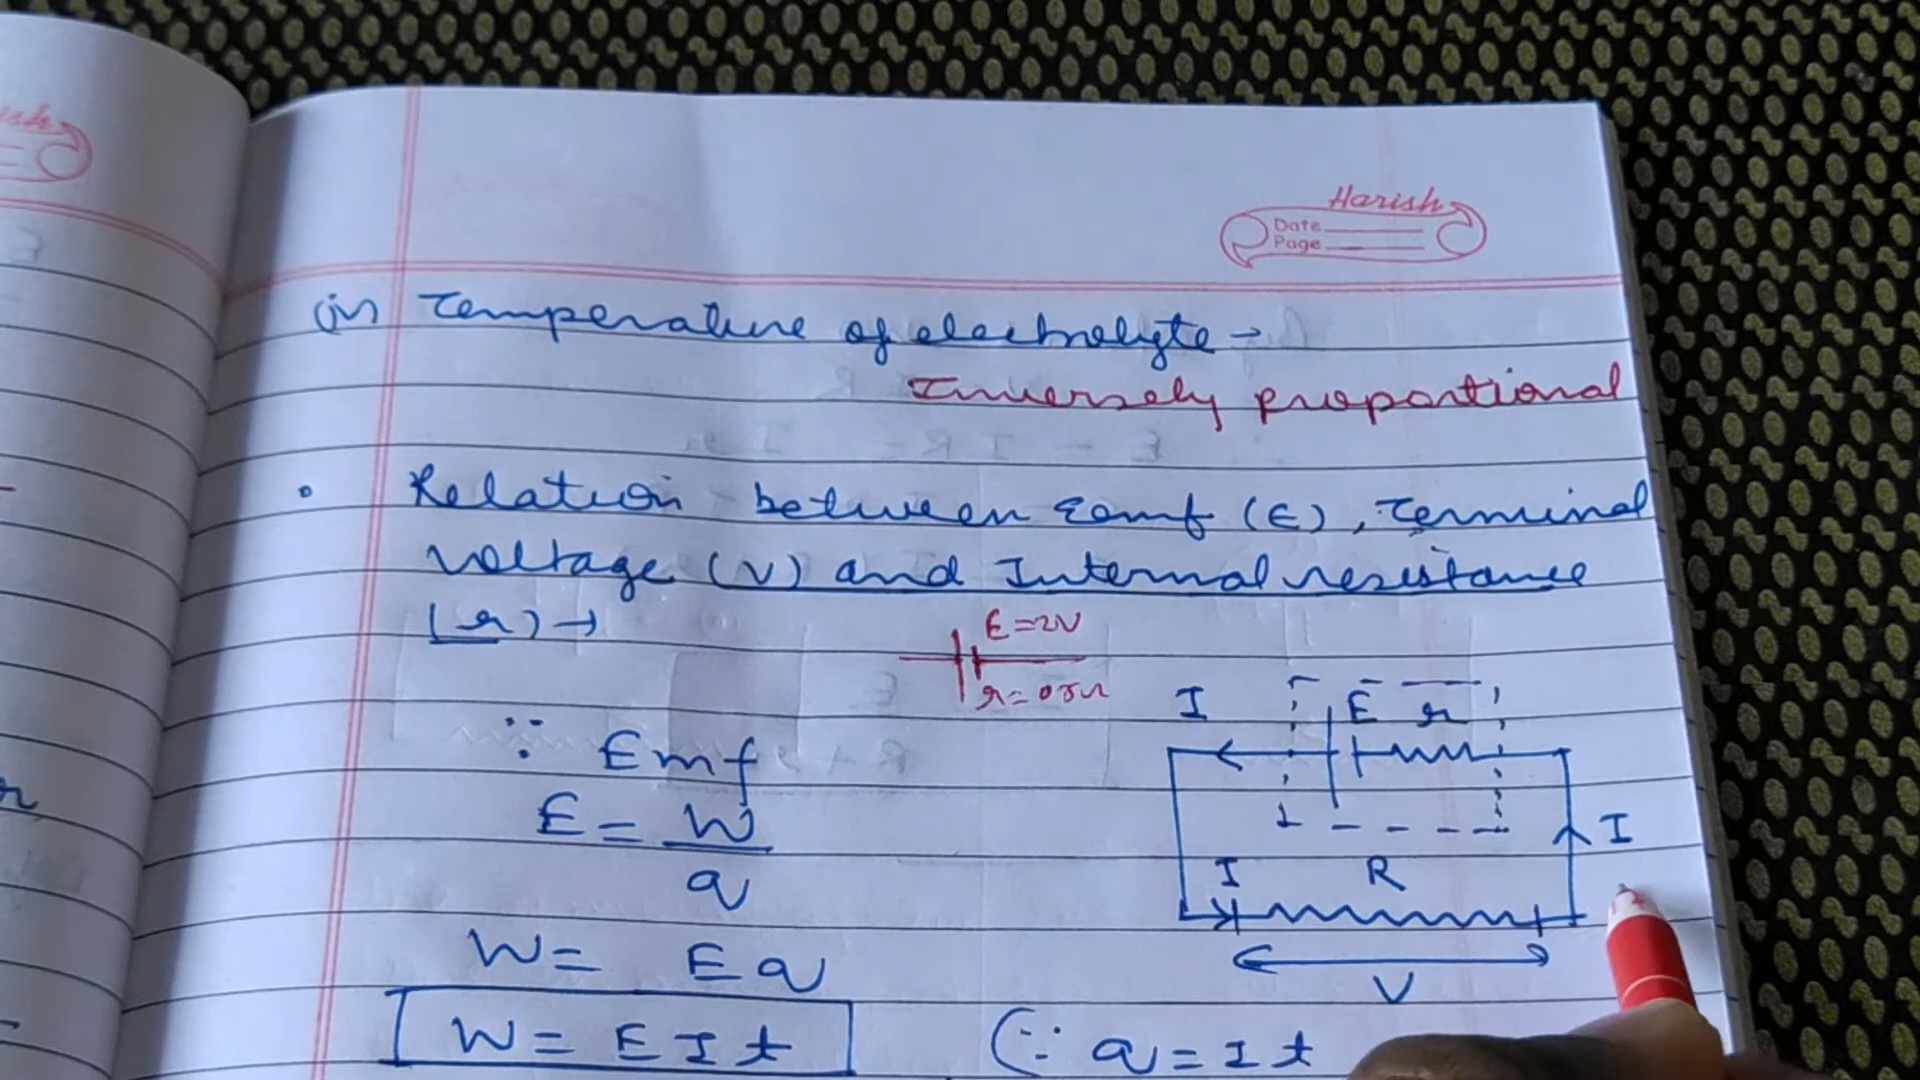 Harish
Date
Page
(iv) Temperature of electrolyte →
Inversely proportional
• Relation between Eomf (E), Terminal
voltage (V) and Internal resistance
(r) →
E = 2V
r = 0.5Ω
∵ Emf
E = W
q
W = Eq
W = EIt (∵ q = It
I
E r
I
I R
V